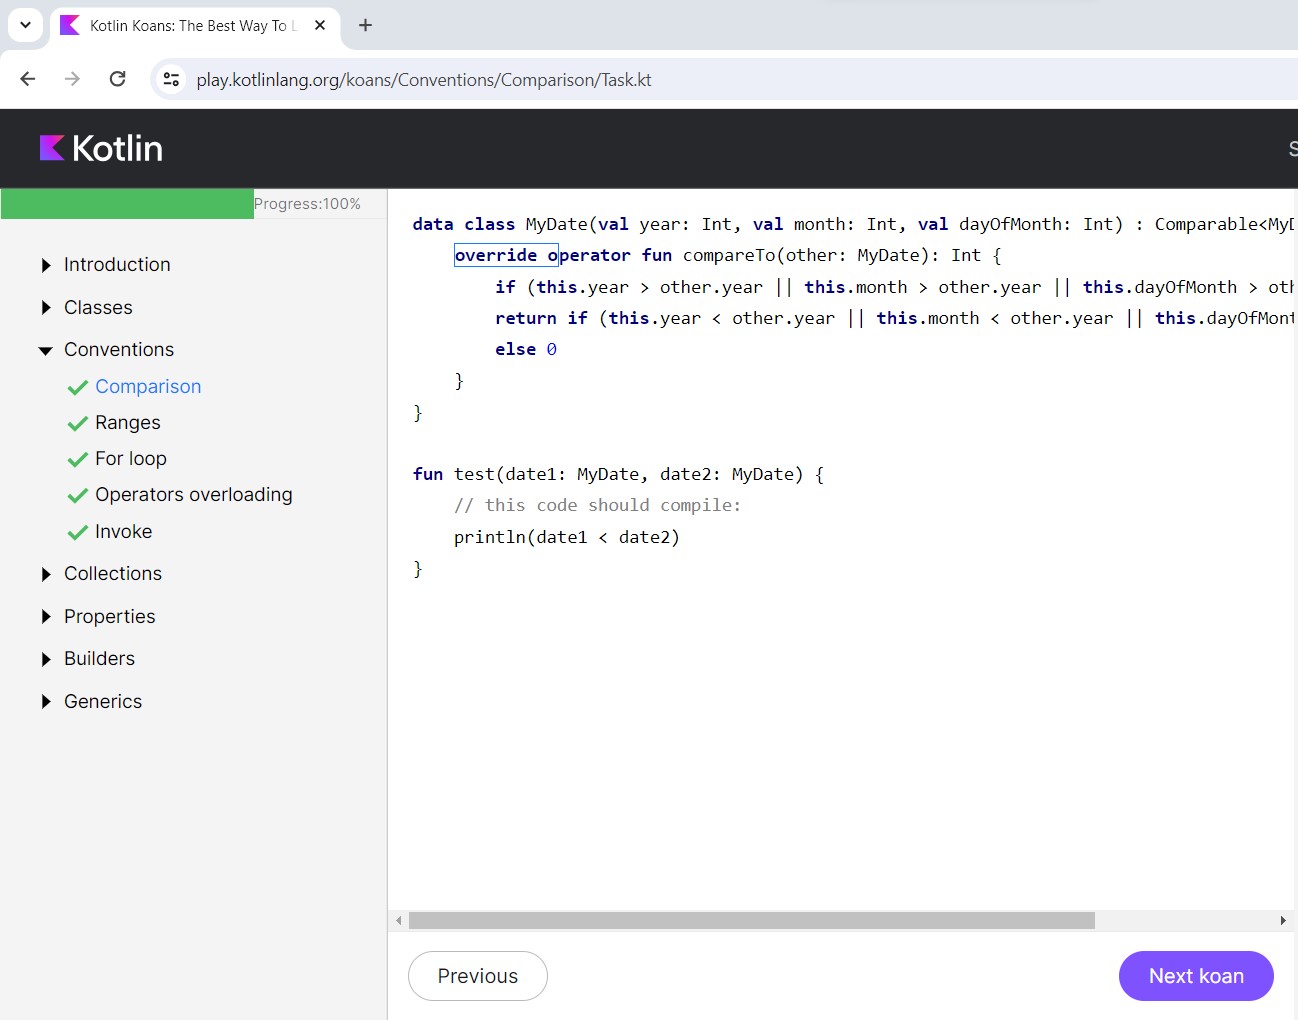 Kotlin Koans: The Best Way To L
play.kotlinlang.org/koans/Conventions/Comparison/Task.kt
Kotlin
S
Progress:100%
Introduction
Classes
Conventions
Comparison
Ranges
For loop
Operators overloading
Invoke
Collections
Properties
Builders
Generics
data class MyDate(val year: Int, val month: Int, val dayOfMonth: Int) : Comparable<MyD
override operator fun compareTo(other: MyDate): Int {
if (this.year > other.year || this.month > other.year || this.dayOfMonth > oth
return if (this.year < other.year || this.month < other.year || this.dayOfMont
else 0
}
}
fun test(date1: MyDate, date2: MyDate) {
// this code should compile:
println(date1 < date2)
}
Previous
Next koan